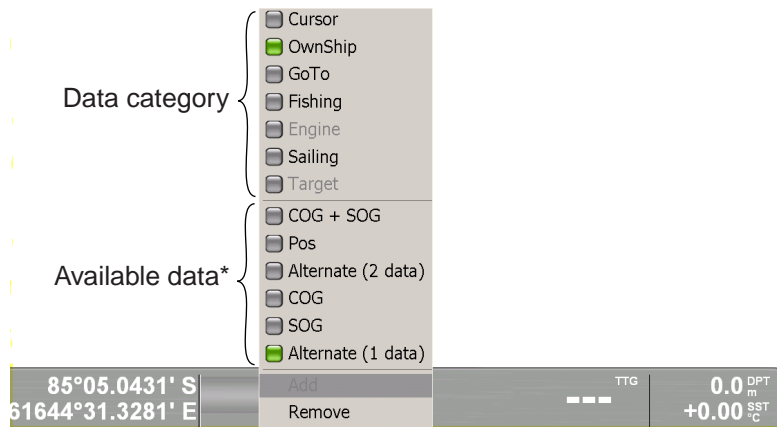 Cursor
OwnShip
GoTo
Data category
Fishing
Engine
Sailing
Target
COG + SOG
Pos
Available data*
Alternate (2 data)
COG
SOG
Alternate (1 data)
85°05.0431' S
61644°31.3281' E
Add
Remove
--- TTG
0.0 DPT m
+0.00 SST °C